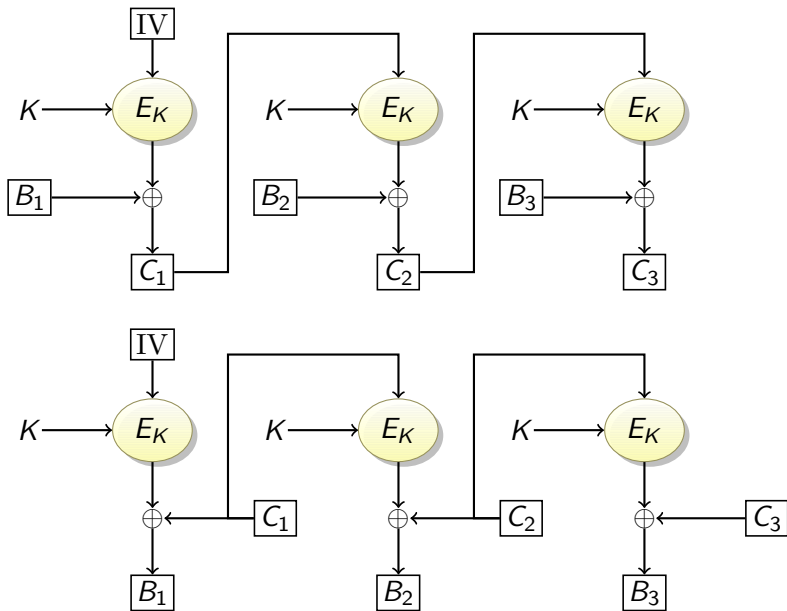 IV
K E_K K E_K K E_K
B_1 ⊕ B_2 ⊕ B_3 ⊕
C_1 C_2 C_3
IV
K E_K K E_K K E_K
⊕ C_1 ⊕ C_2 ⊕ C_3
B_1 B_2 B_3